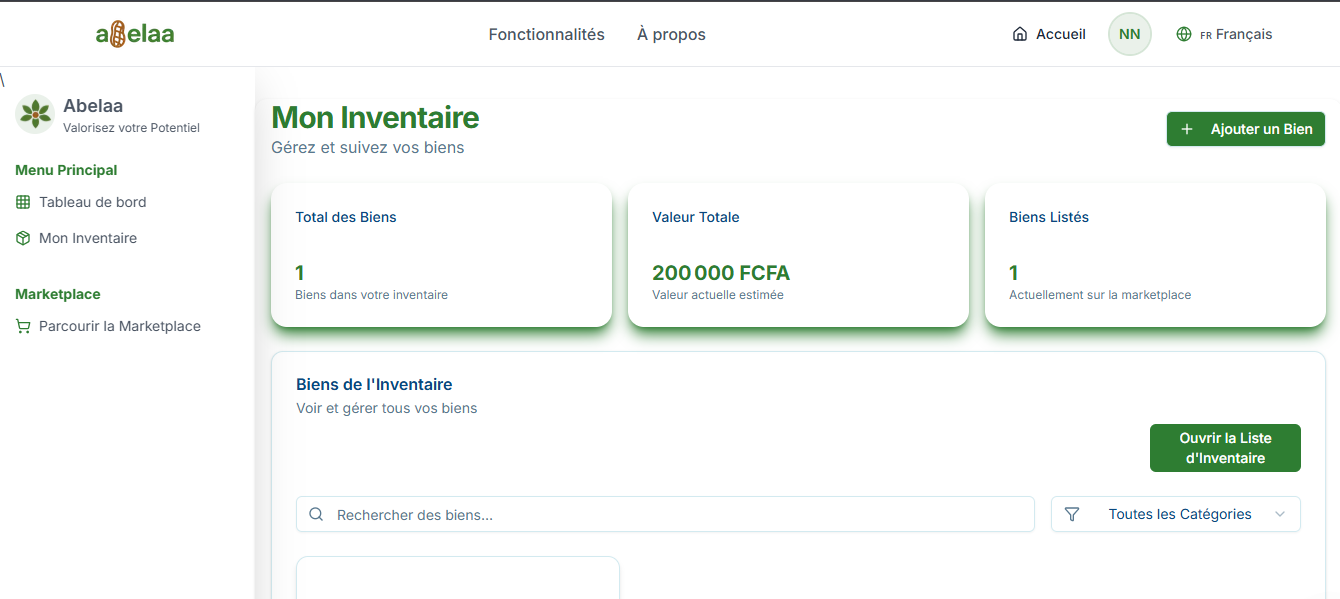 abelaa
Fonctionnalités
À propos
Accueil
NN
FR Français
\
Abelaa
Valorisez votre Potentiel
Menu Principal
Tableau de bord
Mon Inventaire
Marketplace
Parcourir la Marketplace
Mon Inventaire
Gérez et suivez vos biens
+ Ajouter un Bien
Total des Biens
1
Biens dans votre inventaire
Valeur Totale
200 000 FCFA
Valeur actuelle estimée
Biens Listés
1
Actuellement sur la marketplace
Biens de l'Inventaire
Voir et gérer tous vos biens
Ouvrir la Liste
d'Inventaire
Rechercher des biens...
Toutes les Catégories